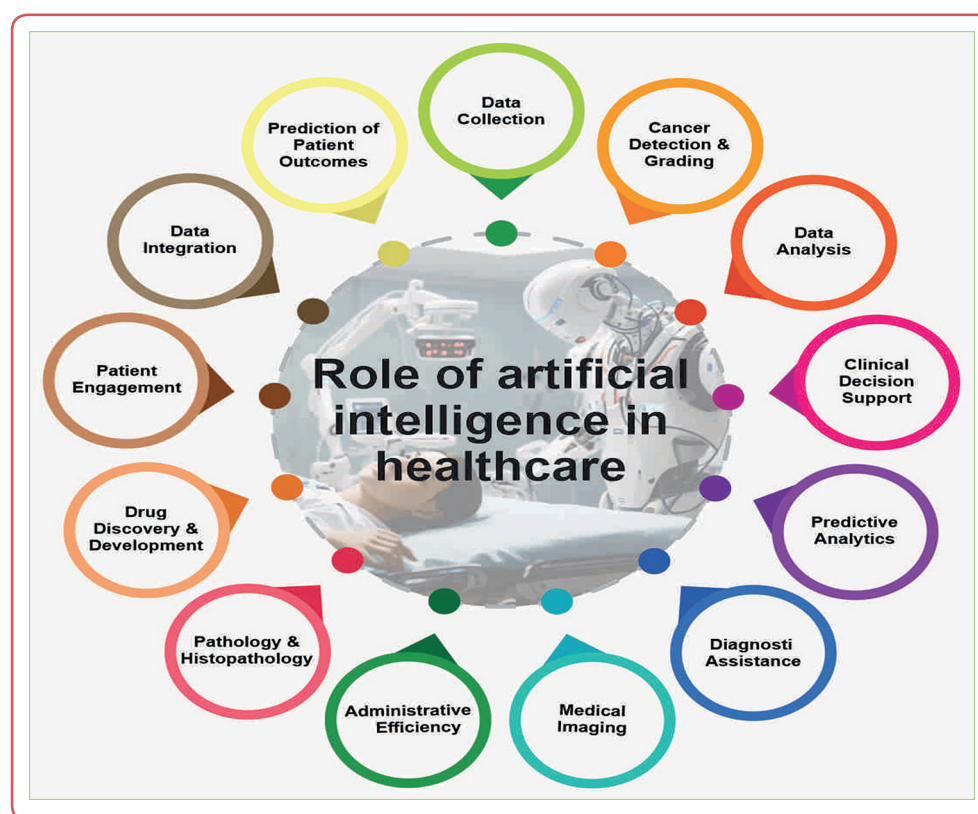 Role of artificial
intelligence in
healthcare
Data
Collection
Cancer
Detection &
Grading
Data
Analysis
Clinical
Decision
Support
Predictive
Analytics
Diagnosti
Assistance
Medical
Imaging
Administrative
Efficiency
Pathology &
Histopathology
Drug
Discovery &
Development
Patient
Engagement
Data
Integration
Prediction of
Patient
Outcomes